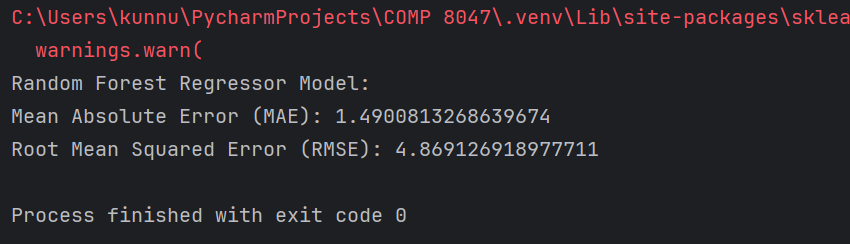 C:\Users\kunnu\PycharmProjects\COMP 8047\.venv\Lib\site-packages\sklea
  warnings.warn(
Random Forest Regressor Model:
Mean Absolute Error (MAE): 1.4900813268639674
Root Mean Squared Error (RMSE): 4.869126918977711
Process finished with exit code 0